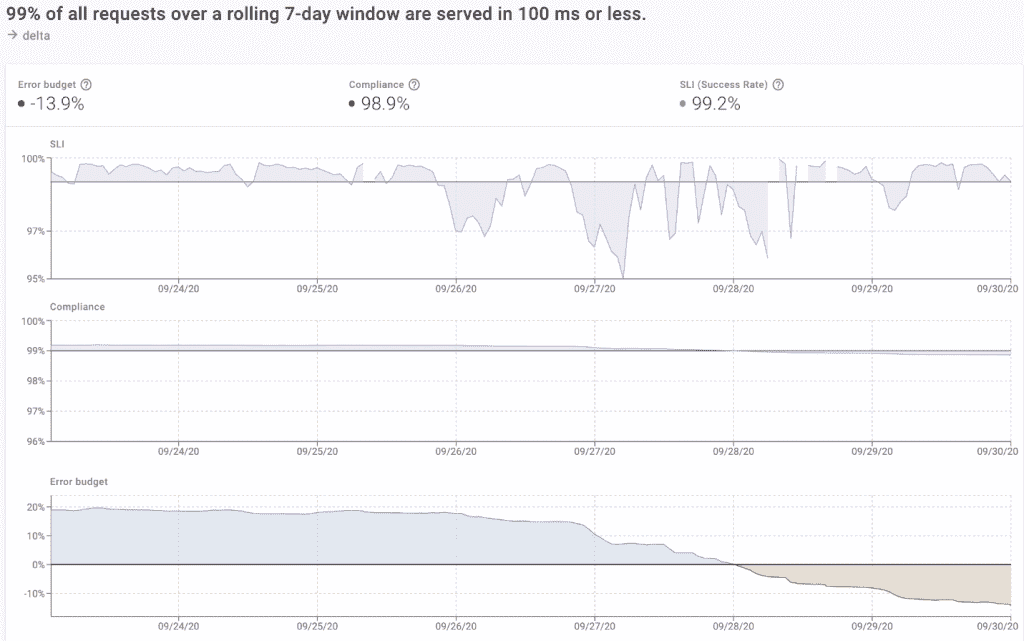 99% of all requests over a rolling 7-day window are served in 100 ms or less.
→ delta
Error budget ?
Compliance ?
SLI (Success Rate) ?
-13.9%
98.9%
99.2%
SLI
100%
97%
95%
09/24/20 09/25/20 09/26/20 09/27/20 09/28/20 09/29/20 09/30/20
Compliance
100%
99%
98%
97%
96%
09/24/20 09/25/20 09/26/20 09/27/20 09/28/20 09/29/20 09/30/20
Error budget
20%
10%
0%
-10%
09/24/20 09/25/20 09/26/20 09/27/20 09/28/20 09/29/20 09/30/20